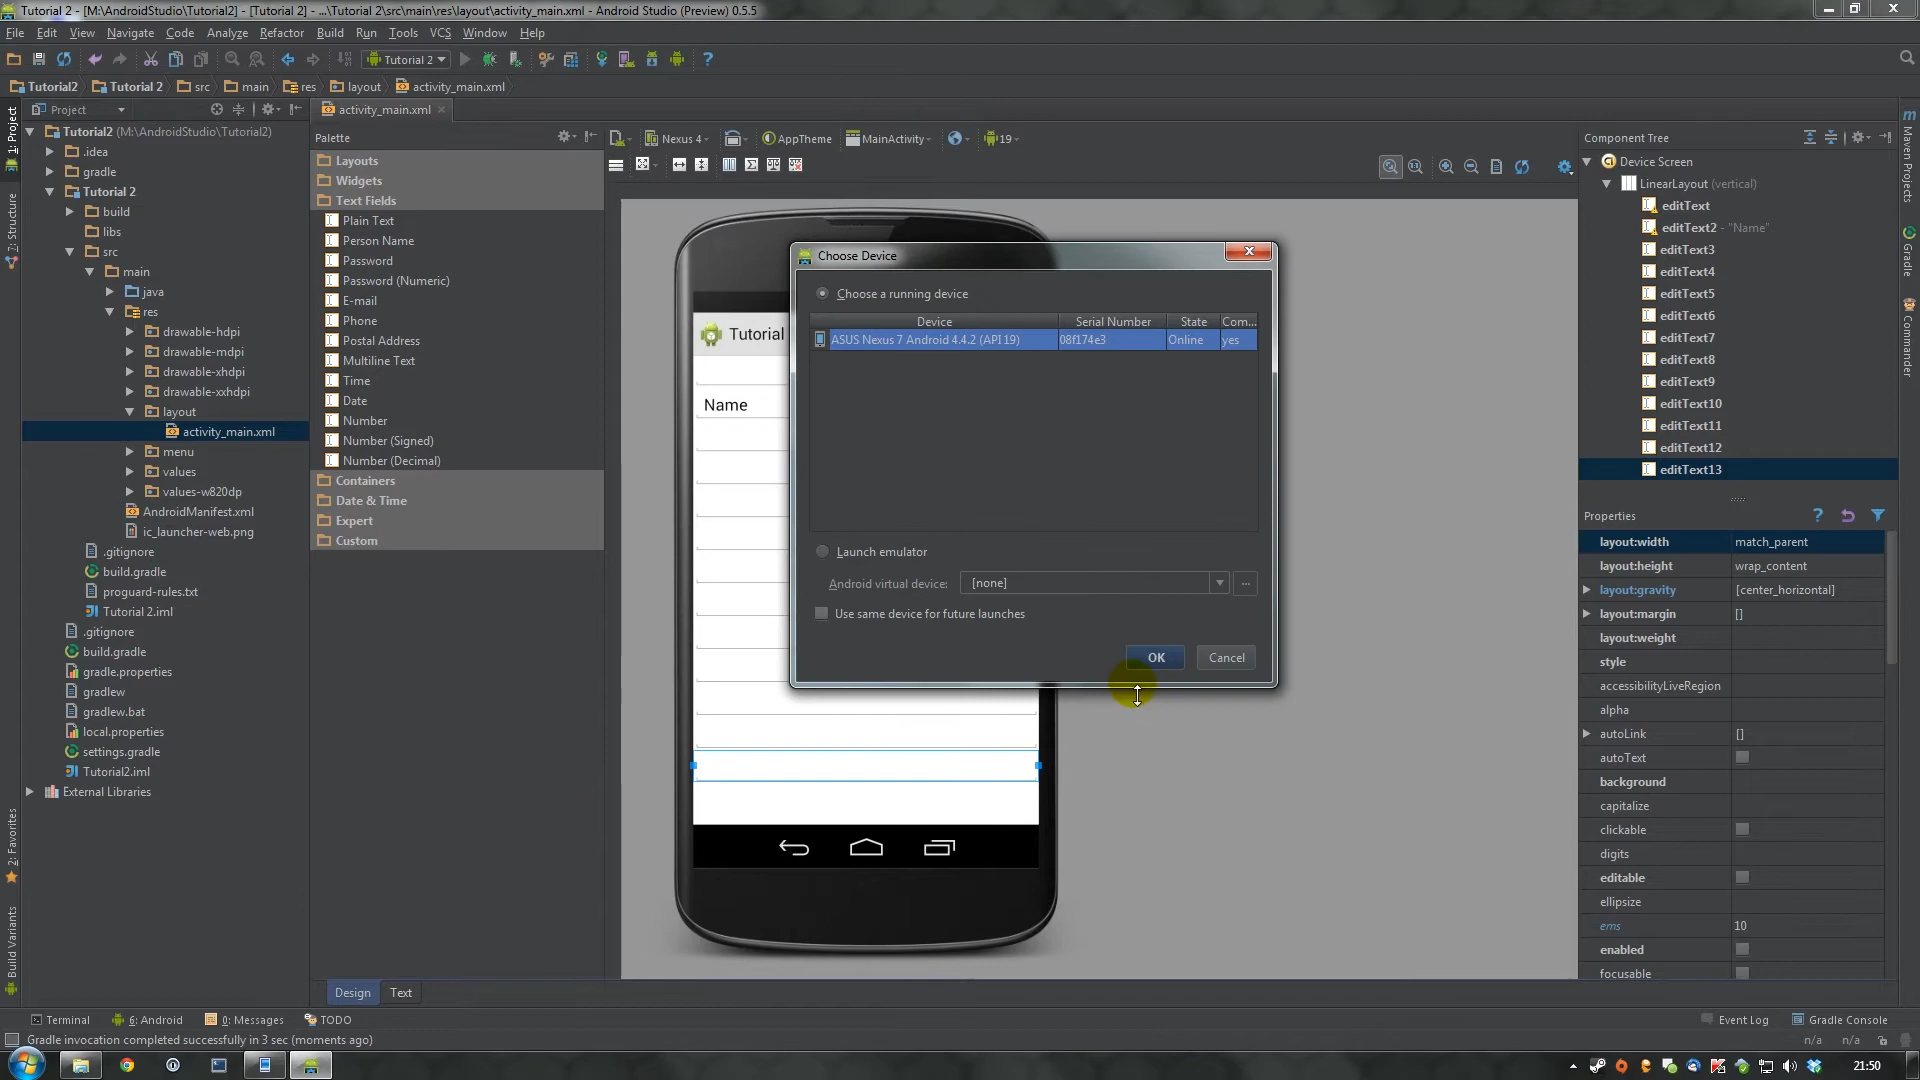 Tutorial 2 - [M:\AndroidStudio\Tutorial2] - [Tutorial 2] - ...\Tutorial 2\src\main\res\layout\activity_main.xml - Android Studio (Preview) 0.5.5
File Edit View Navigate Code Analyze Refactor Build Run Tools VCS Window Help
Tutorial 2
Tutorial2 Tutorial 2 src main res layout activity_main.xml
1: Project
7: Structure
2: Favorites
Build Variants
Project
Tutorial2 (M:\AndroidStudio\Tutorial2)
.idea
gradle
Tutorial 2
build
libs
src
main
java
res
drawable-hdpi
drawable-mdpi
drawable-xhdpi
drawable-xxhdpi
layout
activity_main.xml
menu
values
values-w820dp
AndroidManifest.xml
ic_launcher-web.png
.gitignore
build.gradle
proguard-rules.txt
Tutorial 2.iml
.gitignore
build.gradle
gradle.properties
gradlew
gradlew.bat
local.properties
settings.gradle
Tutorial2.iml
External Libraries
activity_main.xml
Palette
Layouts
Widgets
Text Fields
Plain Text
Person Name
Password
Password (Numeric)
E-mail
Phone
Postal Address
Multiline Text
Time
Date
Number
Number (Signed)
Number (Decimal)
Containers
Date & Time
Expert
Custom
Nexus 4 AppTheme MainActivity 19
Tutorial
Name
Choose Device
Choose a running device
Device Serial Number State Com...
ASUS Nexus 7 Android 4.4.2 (API 19) 08f174e3 Online yes
Launch emulator
Android virtual device: [none] ...
Use same device for future launches
OK Cancel
Design Text
Component Tree
Device Screen
LinearLayout (vertical)
editText
editText2 - "Name"
editText3
editText4
editText5
editText6
editText7
editText8
editText9
editText10
editText11
editText12
editText13
Properties
layout:width match_parent
layout:height wrap_content
layout:gravity [center_horizontal]
layout:margin []
layout:weight
style
accessibilityLiveRegion
alpha
autoLink []
autoText
background
capitalize
clickable
digits
editable
ellipsize
ems 10
enabled
focusable
Maven Projects
Gradle
Commander
Terminal 6: Android 0: Messages TODO Event Log Gradle Console
Gradle invocation completed successfully in 3 sec (moments ago) n/a n/a
21:50